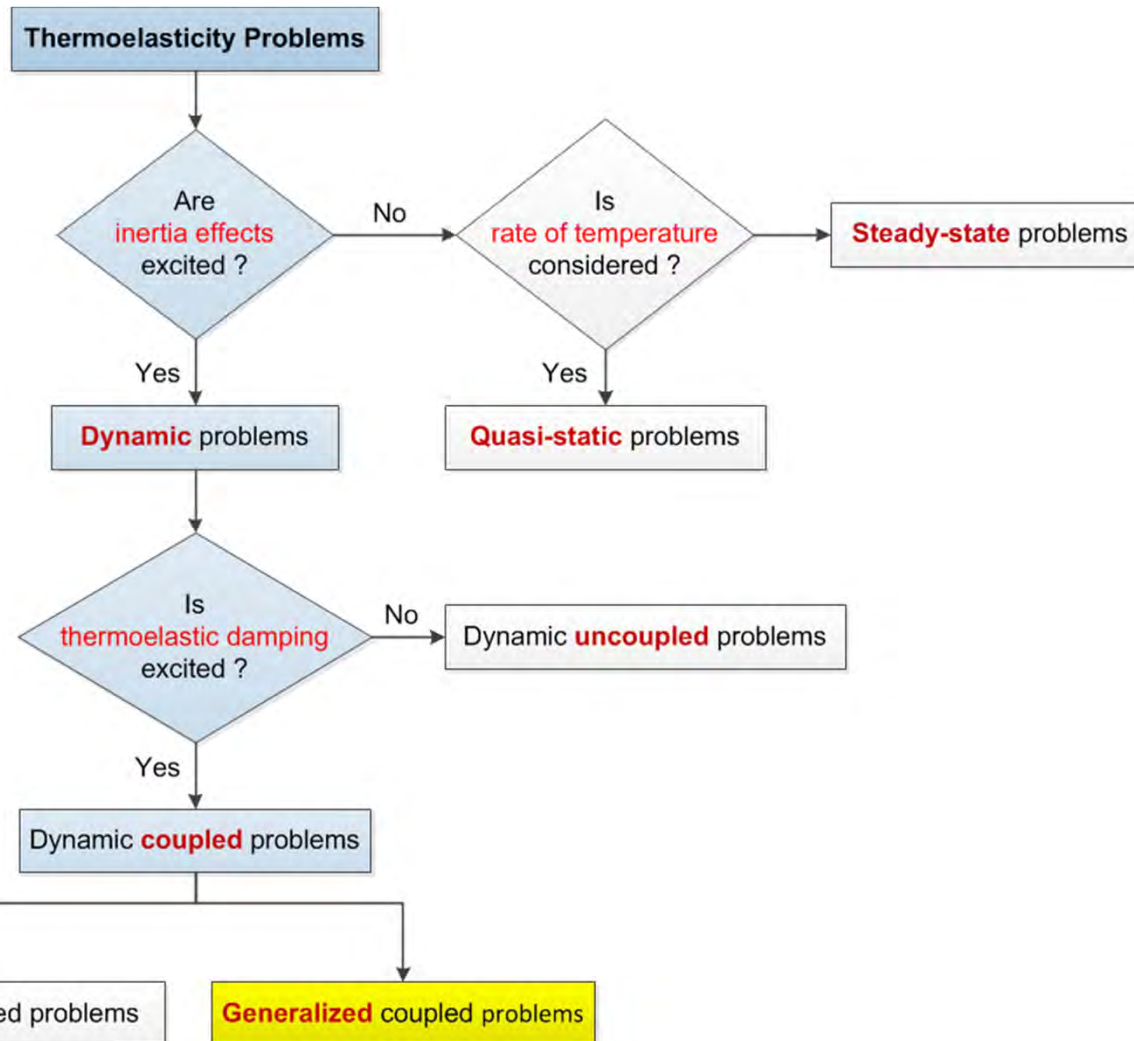 Thermoelasticity Problems
Are
inertia effects
excited ?
No
Is
rate of temperature
considered ?
Steady-state problems
Yes
Yes
Dynamic problems
Quasi-static problems
Is
thermoelastic damping
excited ?
No
Dynamic uncoupled problems
Yes
Dynamic coupled problems
problems
Generalized coupled problems